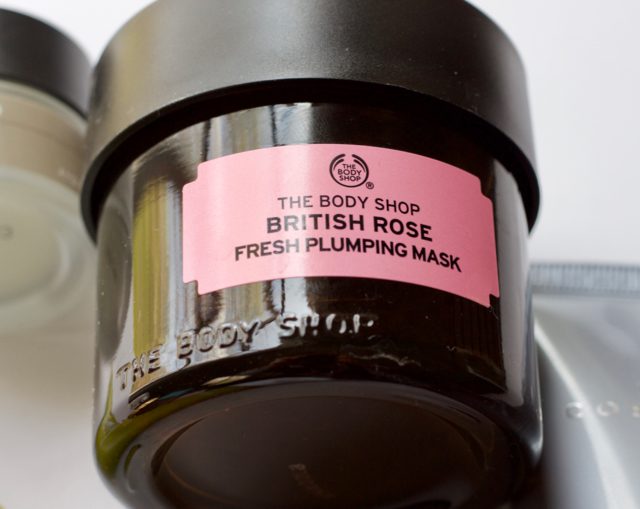 THE
BODY
SHOP
®
THE BODY SHOP
BRITISH ROSE
FRESH PLUMPING MASK
THE BODY SHOP